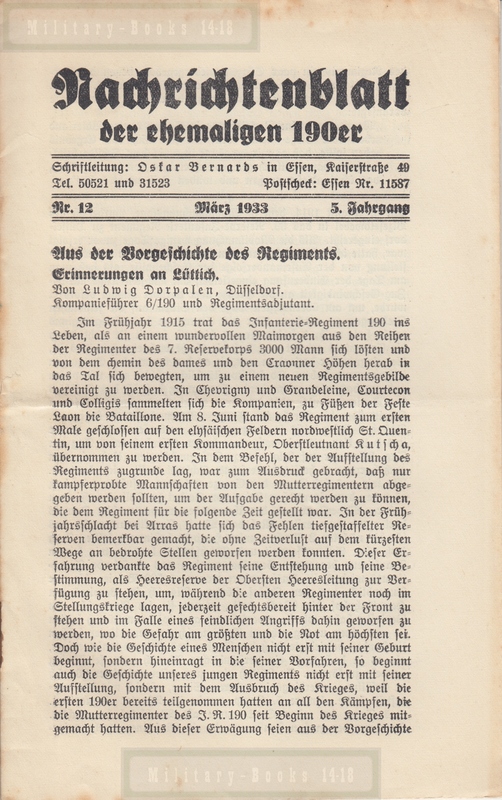 Military-Books 14-18
Nachrichtenblatt
der ehemaligen 190er
Schriftleitung: Oskar Bernards in Essen, Kaiserstraße 49
Tel. 50521 und 31523 Postscheck: Essen Nr. 11587
Nr. 12 März 1933 5. Jahrgang
Aus der Vorgeschichte des Regiments.
Erinnerungen an Lüttich.
Von Ludwig Dorpalen, Düsseldorf.
Kompanieführer 6/190 und Regimentsadjutant.
Im Frühjahr 1915 trat das Infanterie-Regiment 190 ins
Leben, als an einem wundervollen Maimorgen aus den Reihen
der Regimenter des 7. Reservekorps 3000 Mann sich lösten und
von dem chemin des dames und den Craonner Höhen herab in
das Tal sich bewegten, um zu einem neuen Regimentsgebilde
vereinigt zu werden. In Chevrigny und Grandeleine, Courtecon
und Colligis sammelten sich die Kompanien, zu Füßen der Feste
Laon die Bataillone. Am 8. Juni stand das Regiment zum ersten
Male geschlossen auf den elysäischen Feldern nordwestlich St. Quen-
tin, um von seinem ersten Kommandeur, Oberstleutnant Kutscha,
übernommen zu werden. In dem Befehl, der der Aufstellung des
Regiments zugrunde lag, war zum Ausdruck gebracht, daß nur
kampferprobte Mannschaften von den Mutterregimentern abge-
geben werden sollten, um der Aufgabe gerecht werden zu können,
die dem Regiment für die folgende Zeit gestellt war. In der Früh-
jahrsschlacht bei Arras hatte sich das Fehlen tiefgestaffelter Re-
serven bemerkbar gemacht, die ohne Zeitverlust auf dem kürzesten
Wege an bedrohte Stellen geworfen werden konnten. Dieser Er-
fahrung verdankte das Regiment seine Entstehung und seine Be-
stimmung, als Heeresreserve der Obersten Heeresleitung zur Ver-
fügung zu stehen, um, während die anderen Regimenter noch im
Stellungskriege lagen, jederzeit gefechtsbereit hinter der Front zu
stehen und im Falle eines feindlichen Angriffs dahin geworfen zu
werden, wo die Gefahr am größten und die Not am höchsten sei.
Doch wie die Geschichte eines Menschen nicht erst mit seiner Geburt
beginnt, sondern hineinragt in die seiner Vorfahren, so beginnt
auch die Geschichte unseres jungen Regiments nicht erst mit seiner
Aufstellung, sondern mit dem Ausbruch des Krieges, weil die
ersten 190er bereits teilgenommen hatten an all den Kämpfen, die
die Mutterregimenter des J. R. 190 seit Beginn des Krieges mit-
gemacht hatten. Aus dieser Erwägung seien aus der Vorgeschichte
Military-Books 14-18